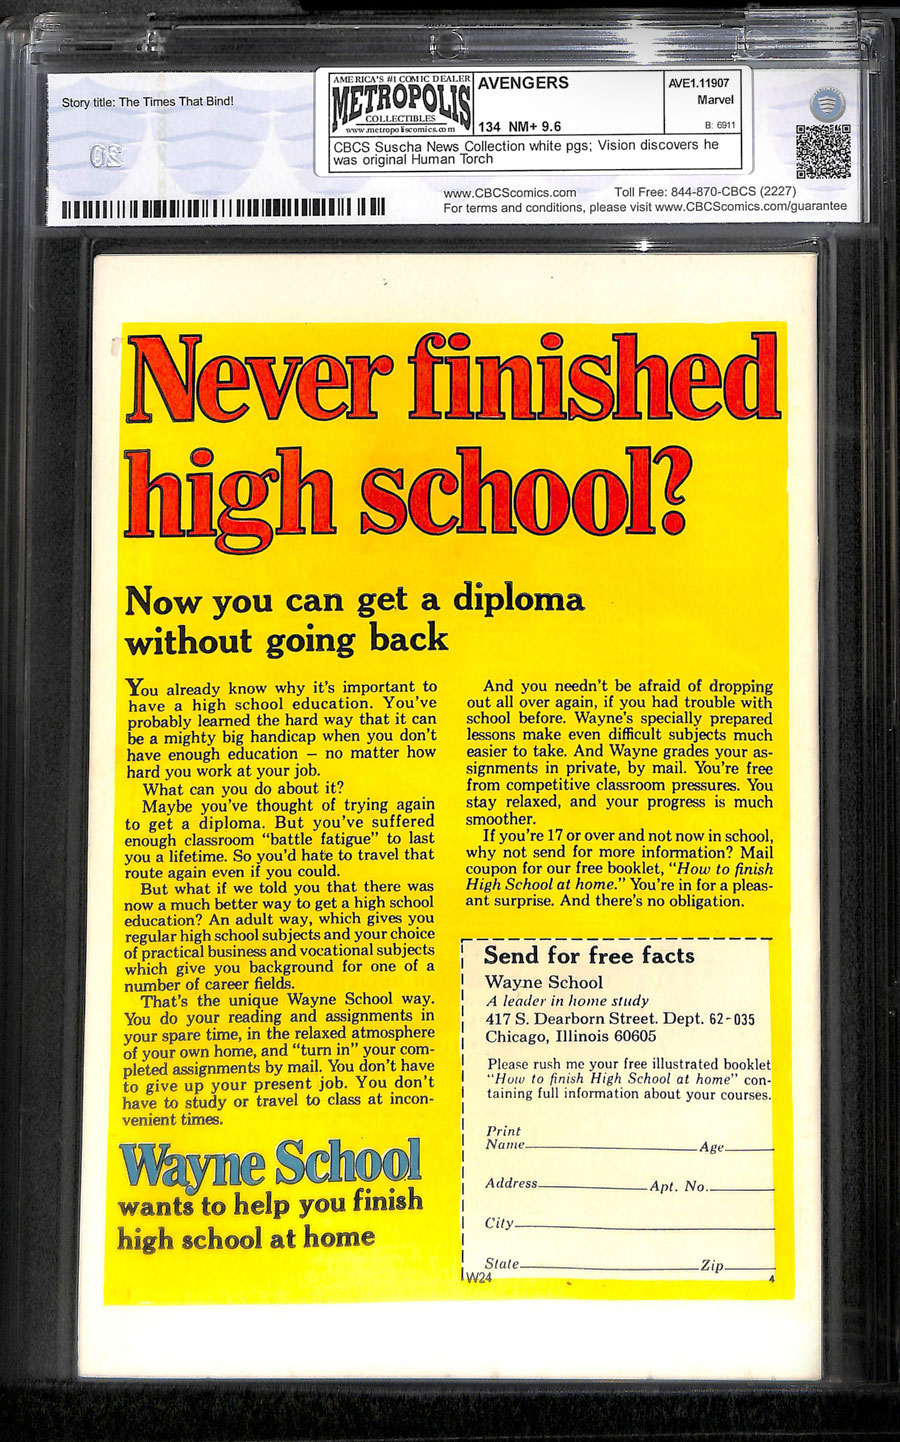 Story title: The Times That Bind!
AMERICA'S #1 COMIC DEALER
METROPOLIS
COLLECTIBLES
www.metropoliscomics.com
AVENGERS
134 NM+ 9.6
AVE1.11907
Marvel
B: 6911
CBCS Suscha News Collection white pgs; Vision discovers he
was original Human Torch
www.CBCScomics.com Toll Free: 844-870-CBCS (2227)
For terms and conditions, please visit www.CBCScomics.com/guarantee
Never finished
high school?
Now you can get a diploma
without going back
You already know why it's important to
have a high school education. You've
probably learned the hard way that it can
be a mighty big handicap when you don't
have enough education – no matter how
hard you work at your job.
What can you do about it?
Maybe you've thought of trying again
to get a diploma. But you've suffered
enough classroom "battle fatigue" to last
you a lifetime. So you'd hate to travel that
route again even if you could.
But what if we told you that there was
now a much better way to get a high school
education? An adult way, which gives you
regular high school subjects and your choice
of practical business and vocational subjects
which give you background for one of a
number of career fields.
That's the unique Wayne School way.
You do your reading and assignments in
your spare time, in the relaxed atmosphere
of your own home, and "turn in" your com-
pleted assignments by mail. You don't have
to give up your present job. You don't
have to study or travel to class at incon-
venient times.
Wayne School
wants to help you finish
high school at home
And you needn't be afraid of dropping
out all over again, if you had trouble with
school before. Wayne's specially prepared
lessons make even difficult subjects much
easier to take. And Wayne grades your as-
signments in private, by mail. You're free
from competitive classroom pressures. You
stay relaxed, and your progress is much
smoother.
If you're 17 or over and not now in school,
why not send for more information? Mail
coupon for our free booklet, "How to finish
High School at home." You're in for a pleas-
ant surprise. And there's no obligation.
Send for free facts
Wayne School
A leader in home study
417 S. Dearborn Street. Dept. 62-035
Chicago, Illinois 60605
Please rush me your free illustrated booklet
"How to finish High School at home" con-
taining full information about your courses.
Print
Name Age
Address Apt. No.
City
State Zip
W24 4